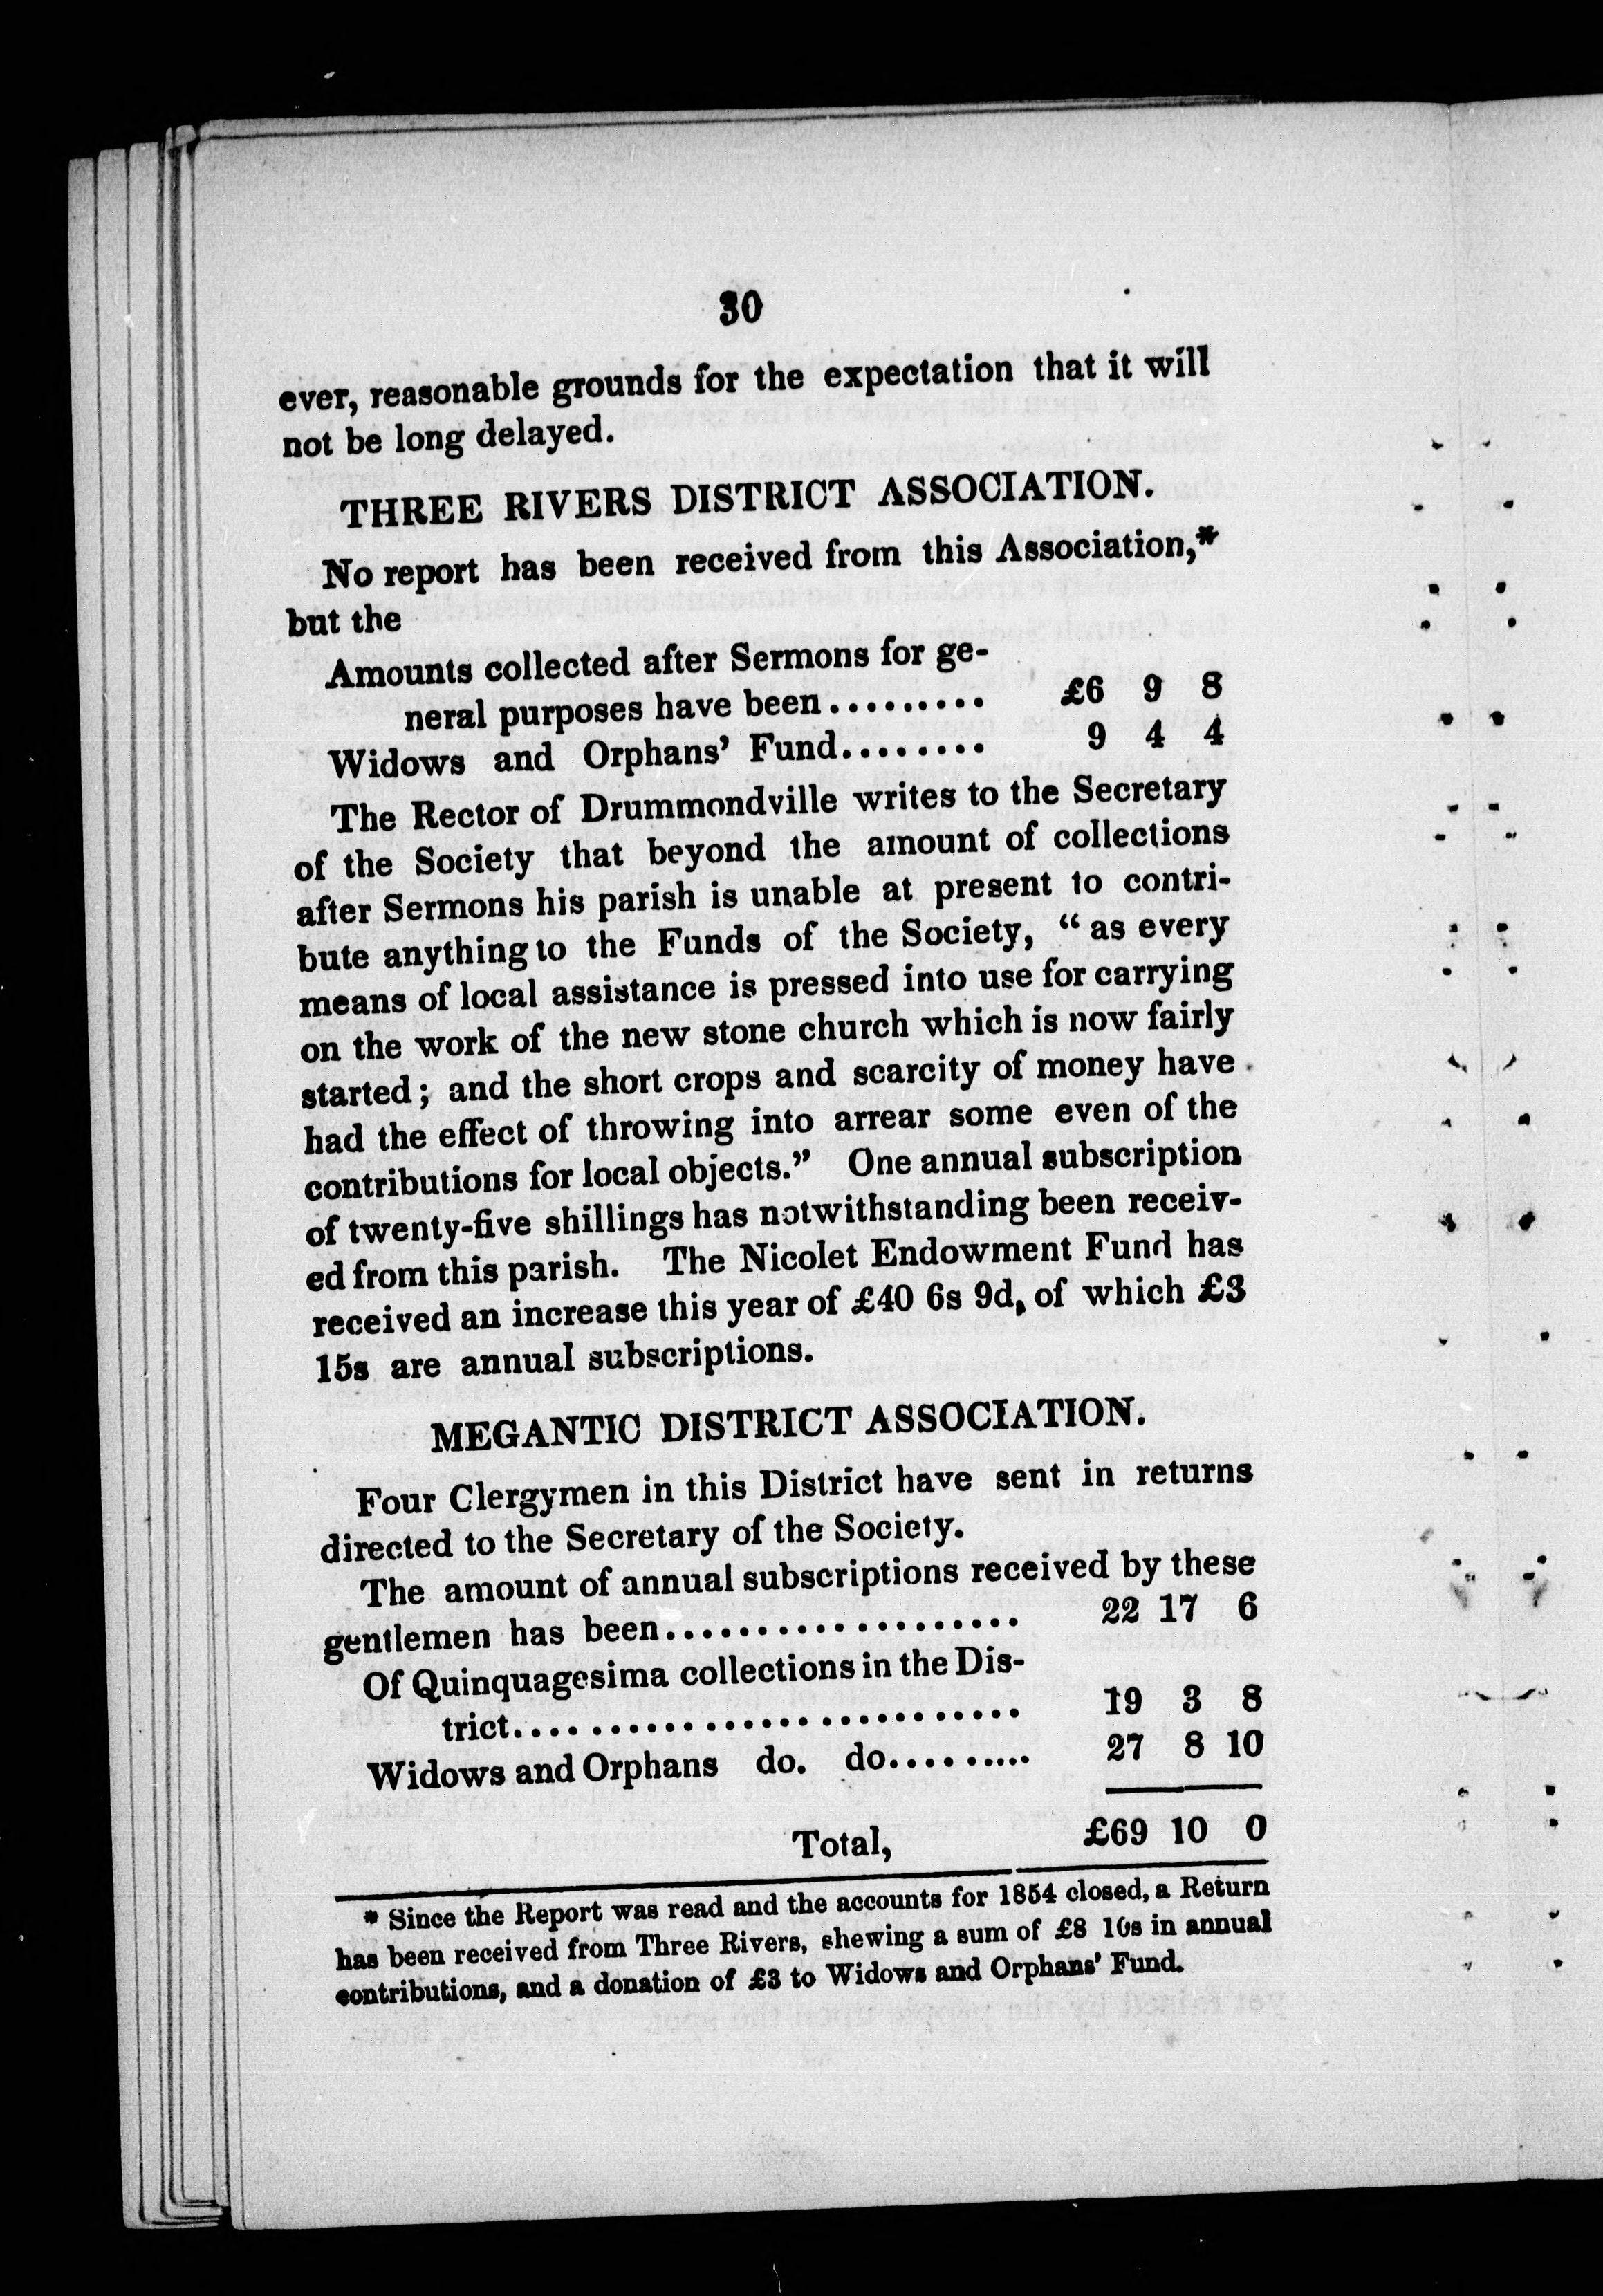 30
ever, reasonable grounds for the expectation that it will
not be long delayed.
THREE RIVERS DISTRICT ASSOCIATION.
No report has been received from this Association,*
but the
Amounts collected after Sermons for ge-
neral purposes have been......... £6 9 8
Widows and Orphans' Fund........ 9 4 4
The Rector of Drummondville writes to the Secretary
of the Society that beyond the amount of collections
after Sermons his parish is unable at present to contri-
bute anything to the Funds of the Society, "as every
means of local assistance is pressed into use for carrying
on the work of the new stone church which is now fairly
started; and the short crops and scarcity of money have
had the effect of throwing into arrear some even of the
contributions for local objects." One annual subscription
of twenty-five shillings has notwithstanding been receiv-
ed from this parish. The Nicolet Endowment Fund has
received an increase this year of £40 6s 9d, of which £3
15s are annual subscriptions.
MEGANTIC DISTRICT ASSOCIATION.
Four Clergymen in this District have sent in returns
directed to the Secretary of the Society.
The amount of annual subscriptions received by these
gentlemen has been................... 22 17 6
Of Quinquagesima collections in the Dis-
trict........................... 19 3 8
Widows and Orphans do. do.......... 27 8 10
Total, £69 10 0
* Since the Report was read and the accounts for 1854 closed, a Return
has been received from Three Rivers, shewing a sum of £8 10s in annual
contributions, and a donation of £3 to Widows and Orphans' Fund.